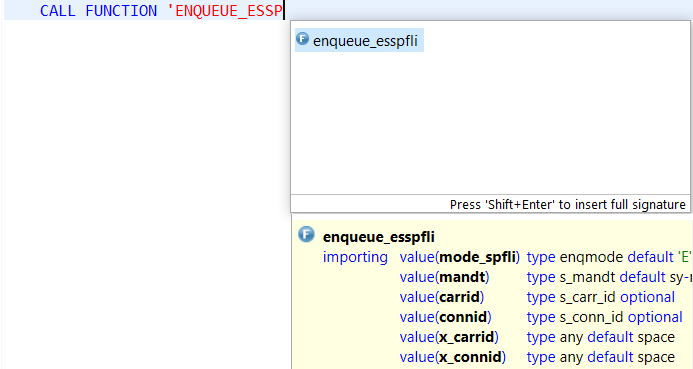 CALL FUNCTION 'ENQUEUE_ESSP
F enqueue_esspfli
Press 'Shift+Enter' to insert full signature
F enqueue_esspfli
importing value(mode_spfli) type enqmode default 'E'
value(mandt) type s_mandt default sy-
value(carrid) type s_carr_id optional
value(connid) type s_conn_id optional
value(x_carrid) type any default space
value(x_connid) type any default space